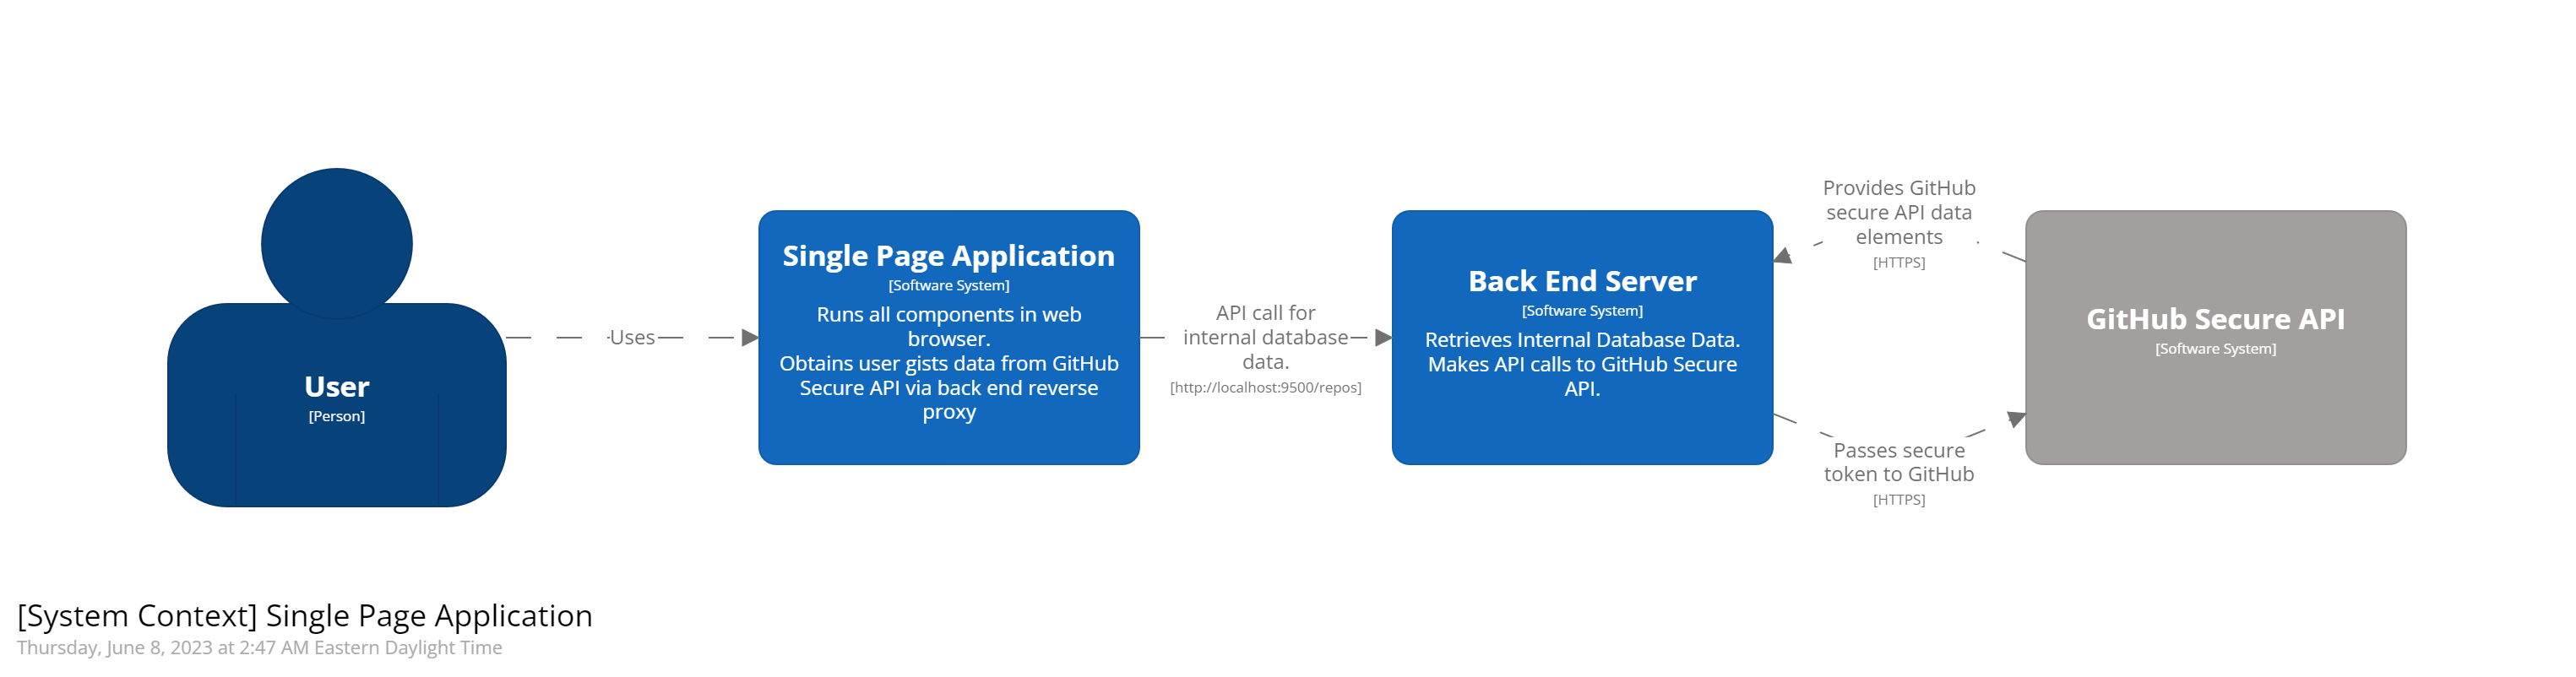 User
[Person]
Uses
Single Page Application
[Software System]
Runs all components in web
browser.
Obtains user gists data from GitHub
Secure API via back end reverse
proxy
API call for
internal database
data.
[http://localhost:9500/repos]
Back End Server
[Software System]
Retrieves Internal Database Data.
Makes API calls to GitHub Secure
API.
Provides GitHub
secure API data
elements
[HTTPS]
Passes secure
token to GitHub
[HTTPS]
GitHub Secure API
[Software System]
[System Context] Single Page Application
Thursday, June 8, 2023 at 2:47 AM Eastern Daylight Time